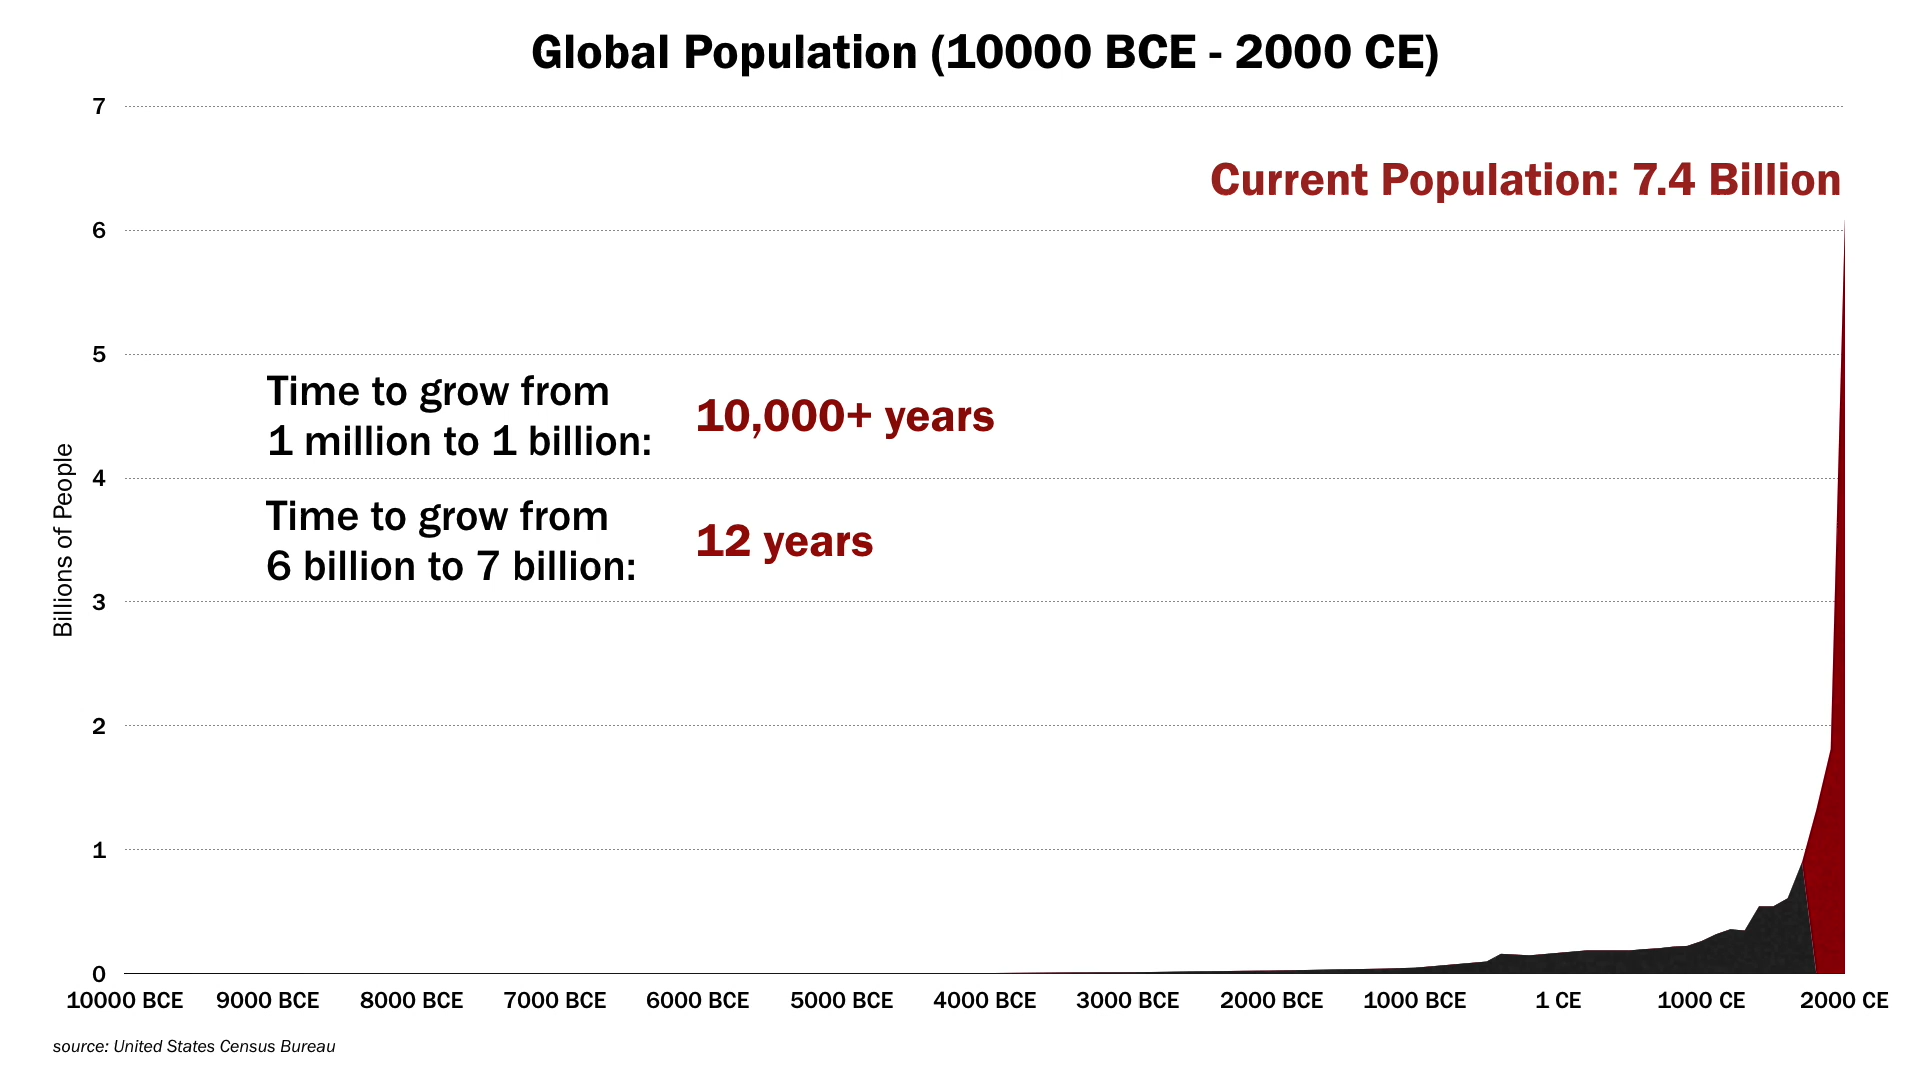 Global Population (10000 BCE - 2000 CE)
7
Current Population: 7.4 Billion
6
5
Time to grow from
1 million to 1 billion:
10,000+ years
4
Time to grow from
6 billion to 7 billion:
12 years
Billions of People
3
2
1
0
10000 BCE 9000 BCE 8000 BCE 7000 BCE 6000 BCE 5000 BCE 4000 BCE 3000 BCE 2000 BCE 1000 BCE 1 CE 1000 CE 2000 CE
source: United States Census Bureau